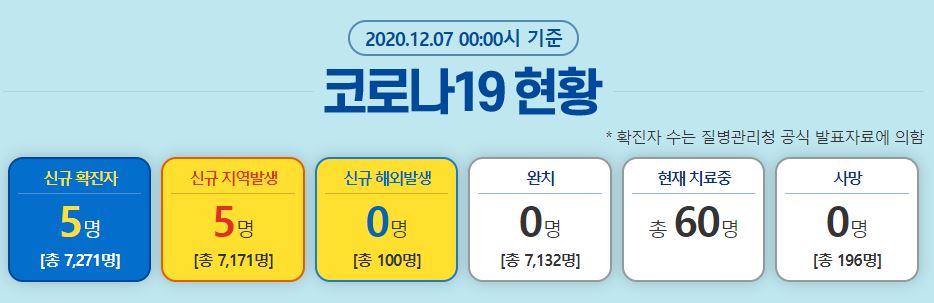 2020.12.07 00:00시 기준
코로나19 현황
* 확진자 수는 질병관리청 공식 발표자료에 의함
신규 확진자
5명
[총 7,271명]
신규 지역발생
5명
[총 7,171명]
신규 해외발생
0명
[총 100명]
완치
0명
[총 7,132명]
현재 치료중
총 60명
사망
0명
[총 196명]